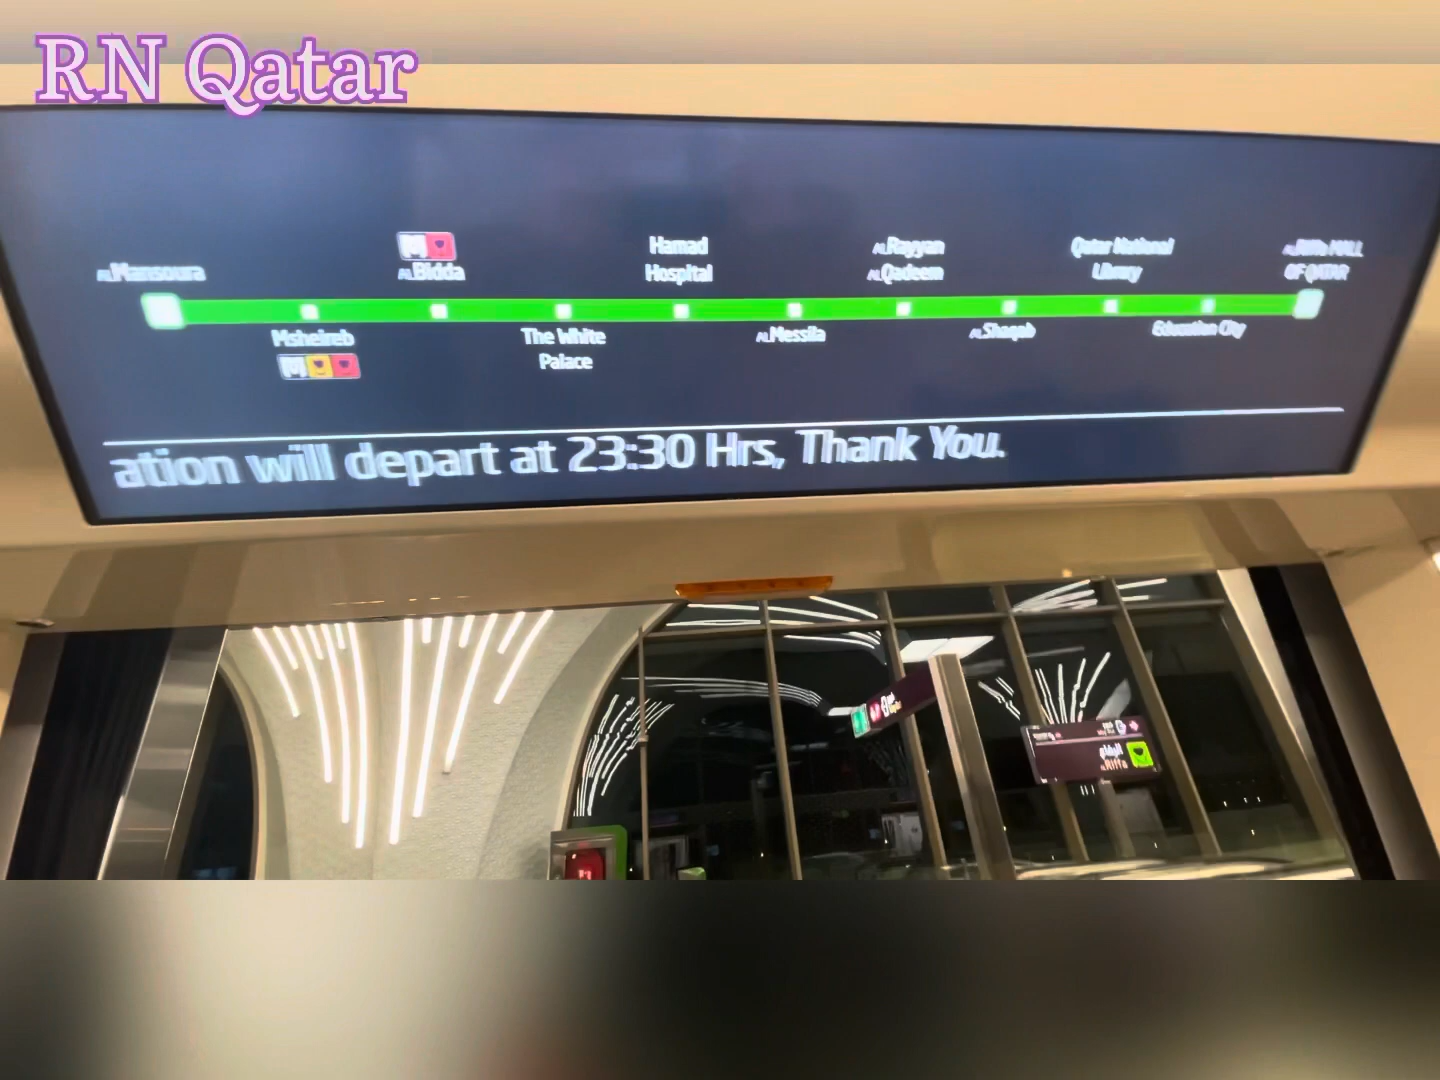 RN Qatar
AL Mansoura
Msheireb
AL Bidda
The White
Palace
Hamad
Hospital
AL Messila
AL Rayyan
AL Qadeem
AL Shaqab
Qatar National
Library
Education City
AL Riffa MALL
OF QATAR
ation will depart at 23:30 Hrs, Thank You.
الرفاع
AL Riffa